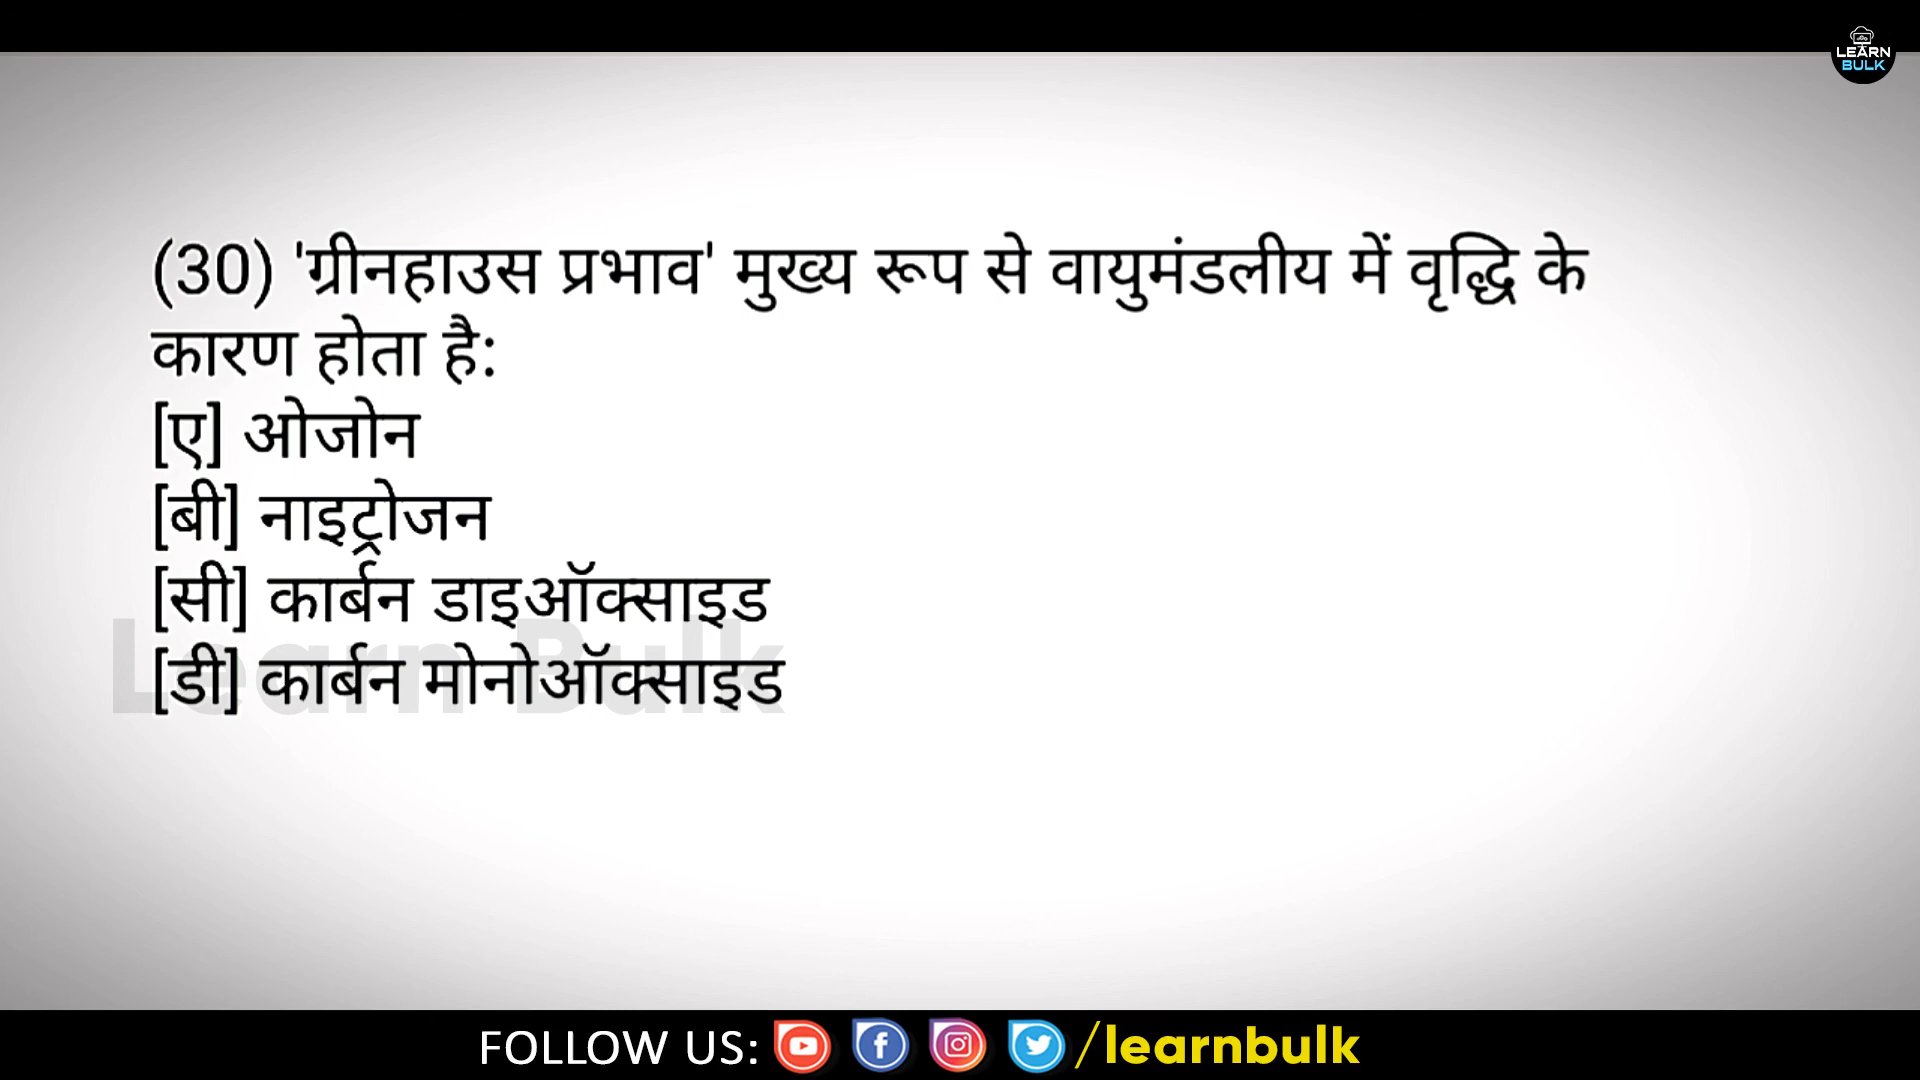 LEARN
BULK
(30) 'ग्रीनहाउस प्रभाव' मुख्य रूप से वायुमंडलीय में वृद्धि के
कारण होता है:
[ए] ओजोन
[बी] नाइट्रोजन
[सी] कार्बन डाइऑक्साइड
[डी] कार्बन मोनोऑक्साइड
Learn Bulk
FOLLOW US: /learnbulk